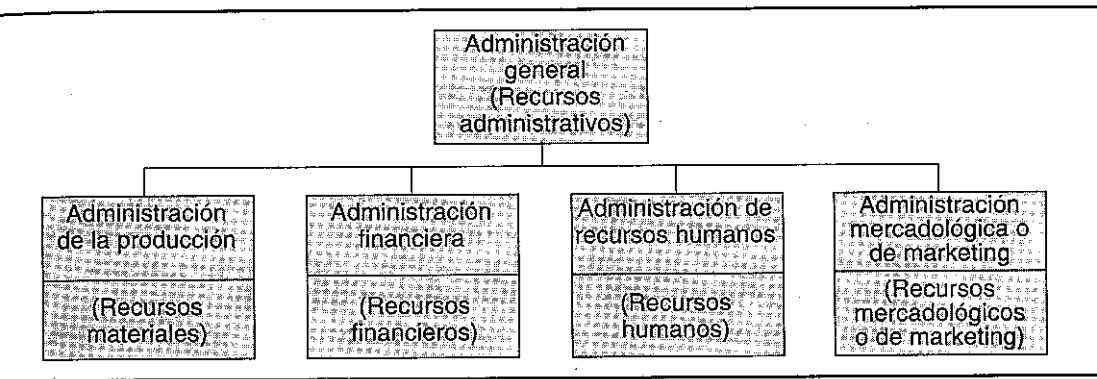 Administración
general
(Recursos
administrativos)
Administración
de la producción
(Recursos
materiales)
Administración
financiera
(Recursos
financieros)
Administración de
recursos humanos
(Recursos
humanos)
Administración
mercadológica o
de marketing
(Recursos
mercadológicos
o de marketing)